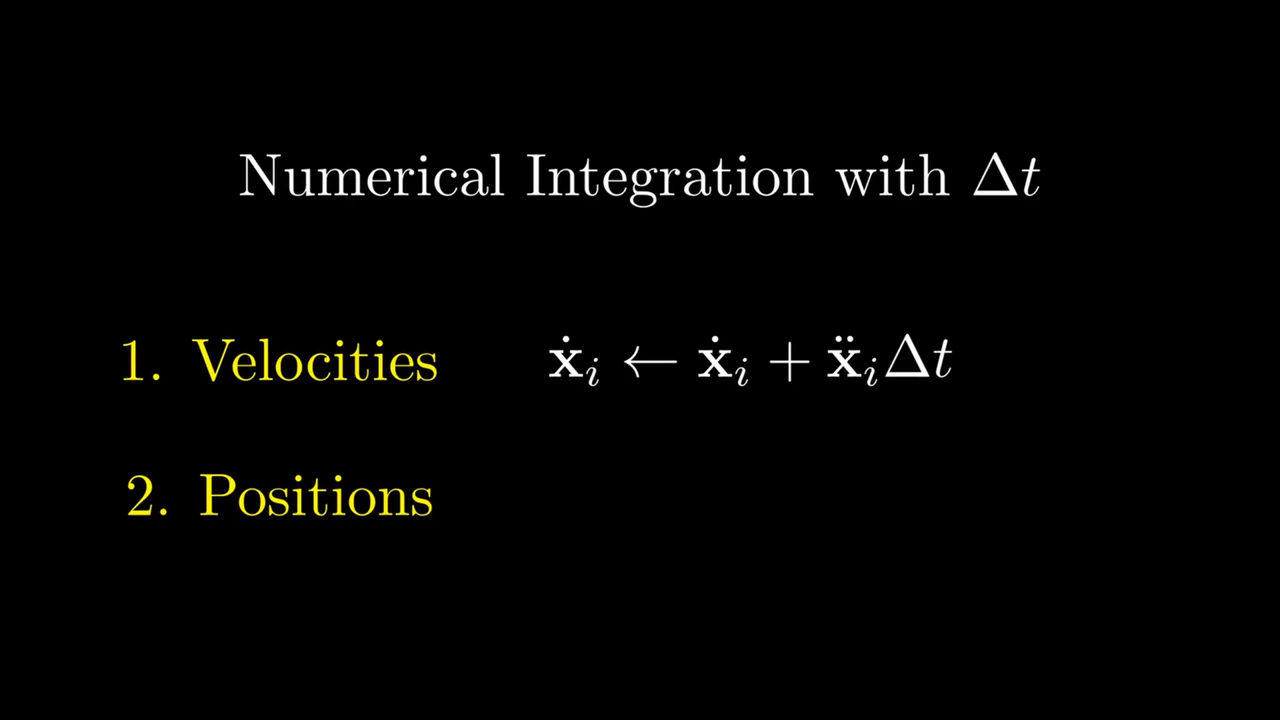 Numerical Integration with Δt
1. Velocities ẋᵢ ← ẋᵢ + ẍᵢΔt
2. Positions